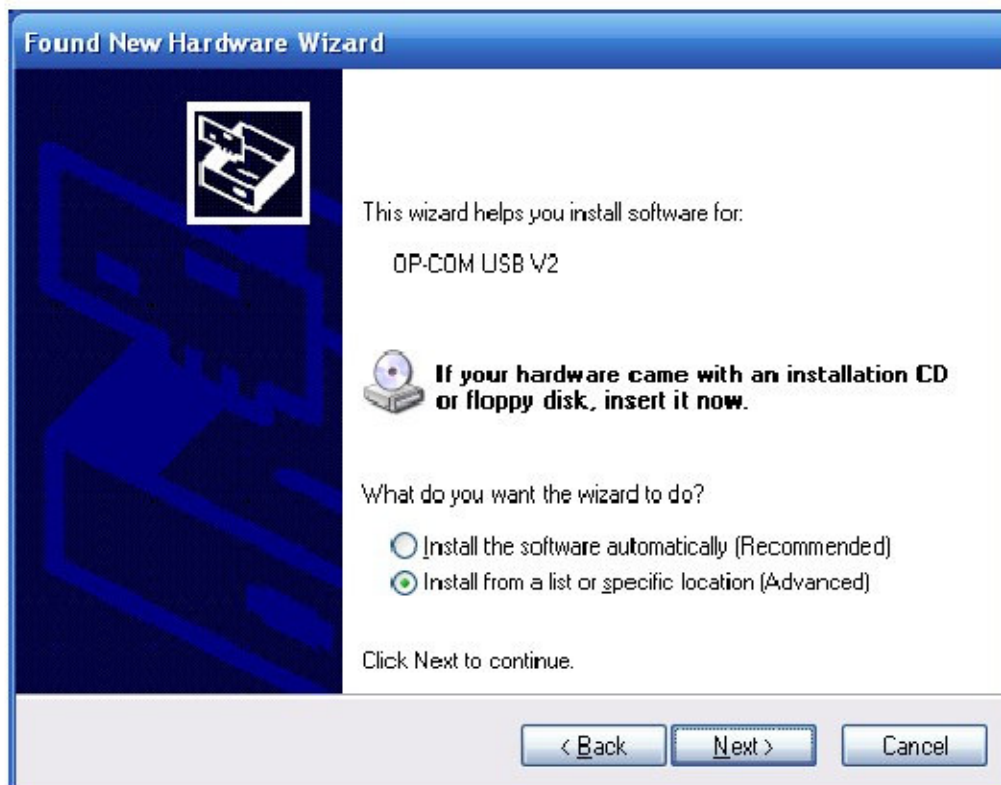 Found New Hardware Wizard
This wizard helps you install software for:
OP-COM USB V2
If your hardware came with an installation CD
or floppy disk, insert it now.
What do you want the wizard to do?
Install the software automatically (Recommended)
Install from a list or specific location (Advanced)
Click Next to continue.
< Back
Next >
Cancel